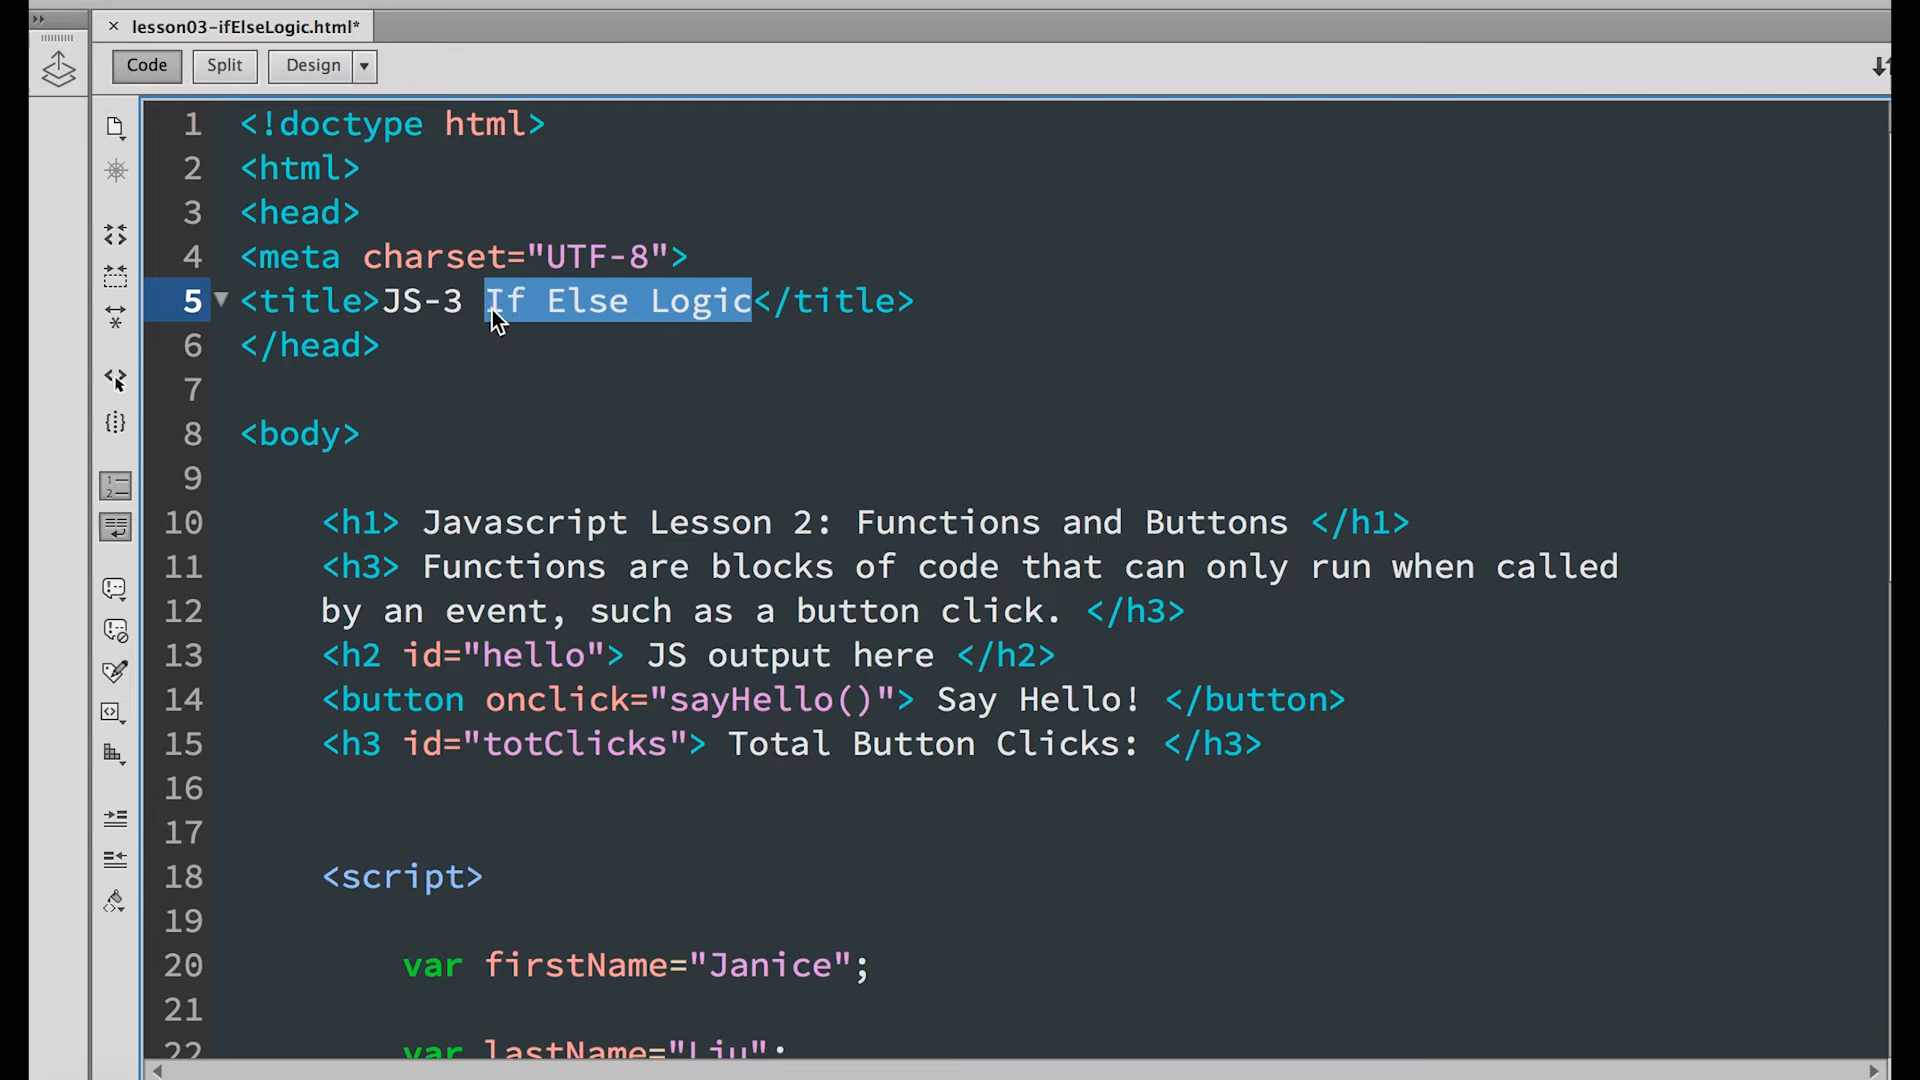 lesson03-ifElseLogic.html*
Code Split Design
1 <!doctype html>
2 <html>
3 <head>
4 <meta charset="UTF-8">
5 <title>JS-3 If Else Logic</title>
6 </head>
7
8 <body>
9
10 <h1> Javascript Lesson 2: Functions and Buttons </h1>
11 <h3> Functions are blocks of code that can only run when called
12 by an event, such as a button click. </h3>
13 <h2 id="hello"> JS output here </h2>
14 <button onclick="sayHello()"> Say Hello! </button>
15 <h3 id="totClicks"> Total Button Clicks: </h3>
16
17
18 <script>
19
20 var firstName="Janice";
21
22 var lastName="Liu";